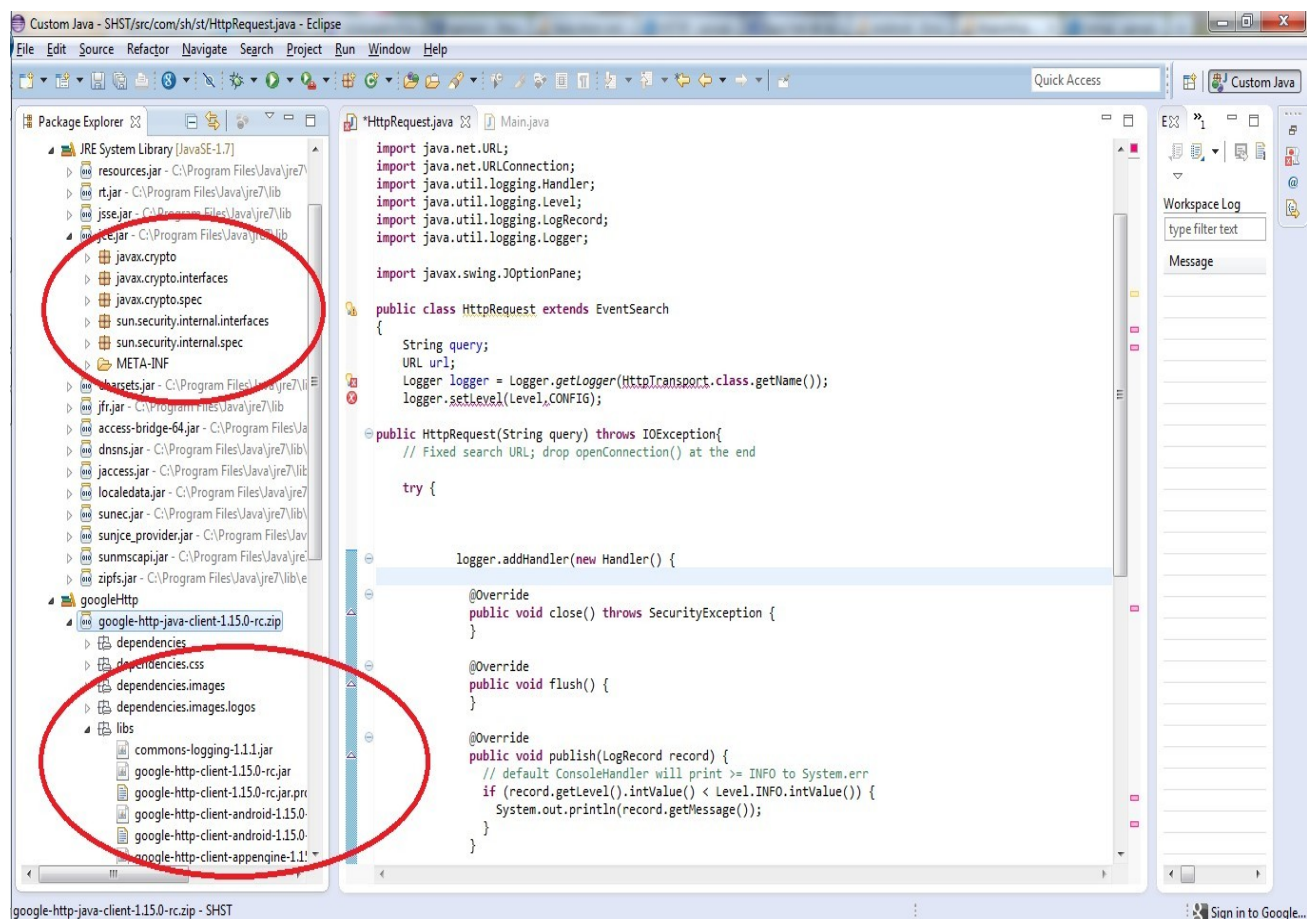 Custom Java - SHST/src/com/sh/st/HttpRequest.java - Eclipse
File Edit Source Refactor Navigate Search Project Run Window Help
Quick Access
Custom Java
Package Explorer
JRE System Library [JavaSE-1.7]
resources.jar - C:\Program Files\Java\jre7\
rt.jar - C:\Program Files\Java\jre7\lib
jsse.jar - C:\Program Files\Java\jre7\lib
jce.jar - C:\Program Files\Java\jre7\lib
javax.crypto
javax.crypto.interfaces
javax.crypto.spec
sun.security.internal.interfaces
sun.security.internal.spec
META-INF
charsets.jar - C:\Program Files\Java\jre7\li
jfr.jar - C:\Program Files\Java\jre7\lib
access-bridge-64.jar - C:\Program Files\Ja
dnsns.jar - C:\Program Files\Java\jre7\lib\
jaccess.jar - C:\Program Files\Java\jre7\lib
localedata.jar - C:\Program Files\Java\jre7
sunec.jar - C:\Program Files\Java\jre7\lib\
sunjce_provider.jar - C:\Program Files\Jav
sunmscapi.jar - C:\Program Files\Java\jre
zipfs.jar - C:\Program Files\Java\jre7\lib\e
googleHttp
google-http-java-client-1.15.0-rc.zip
dependencies
dependencies.css
dependencies.images
dependencies.images.logos
libs
commons-logging-1.1.1.jar
google-http-client-1.15.0-rc.jar
google-http-client-1.15.0-rc.jar.pro
google-http-client-android-1.15.0-
google-http-client-android-1.15.0-
google-http-client-appengine-1.1
*HttpRequest.java Main.java
import java.net.URL;
import java.net.URLConnection;
import java.util.logging.Handler;
import java.util.logging.Level;
import java.util.logging.LogRecord;
import java.util.logging.Logger;
import javax.swing.JOptionPane;
public class HttpRequest extends EventSearch
{
String query;
URL url;
Logger logger = Logger.getLogger(HttpTransport.class.getName());
logger.setLevel(Level.CONFIG);
public HttpRequest(String query) throws IOException{
// Fixed search URL; drop openConnection() at the end
try {
logger.addHandler(new Handler() {
@Override
public void close() throws SecurityException {
}
@Override
public void flush() {
}
@Override
public void publish(LogRecord record) {
// default ConsoleHandler will print >= INFO to System.err
if (record.getLevel().intValue() < Level.INFO.intValue()) {
System.out.println(record.getMessage());
}
}
E »1
Workspace Log
type filter text
Message
google-http-java-client-1.15.0-rc.zip - SHST
Sign in to Google...